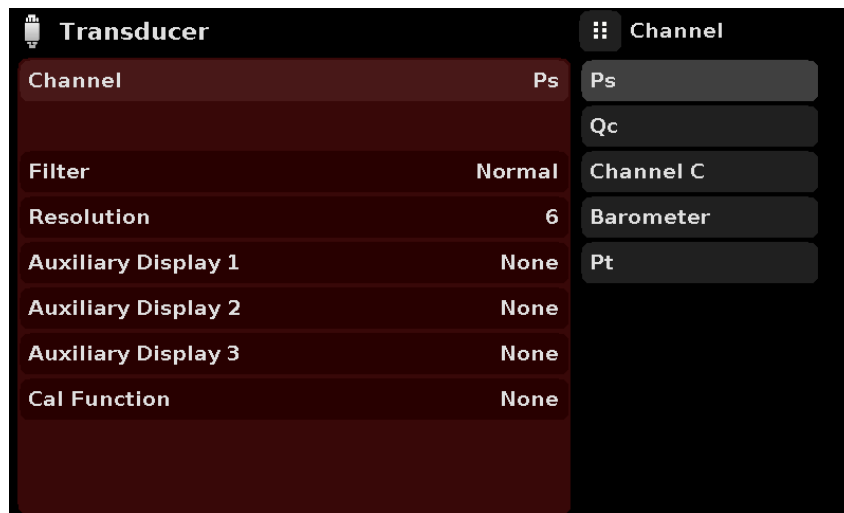 Transducer
Channel Ps
Filter Normal
Resolution 6
Auxiliary Display 1 None
Auxiliary Display 2 None
Auxiliary Display 3 None
Cal Function None
Channel
Ps
Qc
Channel C
Barometer
Pt